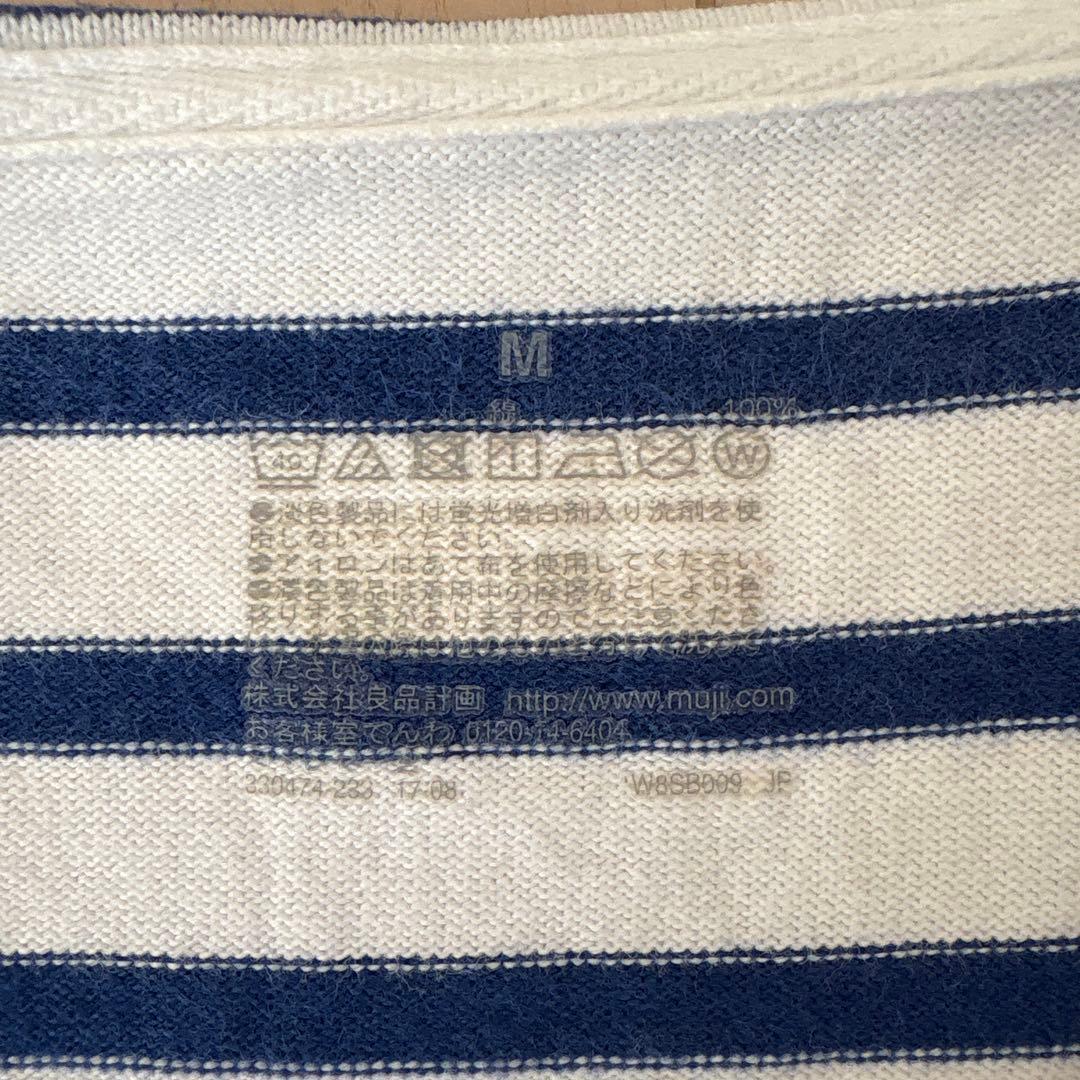 M
綿 100%
40 W
淡色製品には蛍光増白剤入り洗剤を使
用しないでください。
アイロンはあて布を使用してください
濃色製品は着用中の摩擦などにより色
移りする事がありますのでご注意くださ
ください。
株式会社良品計画 http://www.muji.com
お客様室でんわ 0120-14-6404
330474-233 17·08 W8SB009 JP